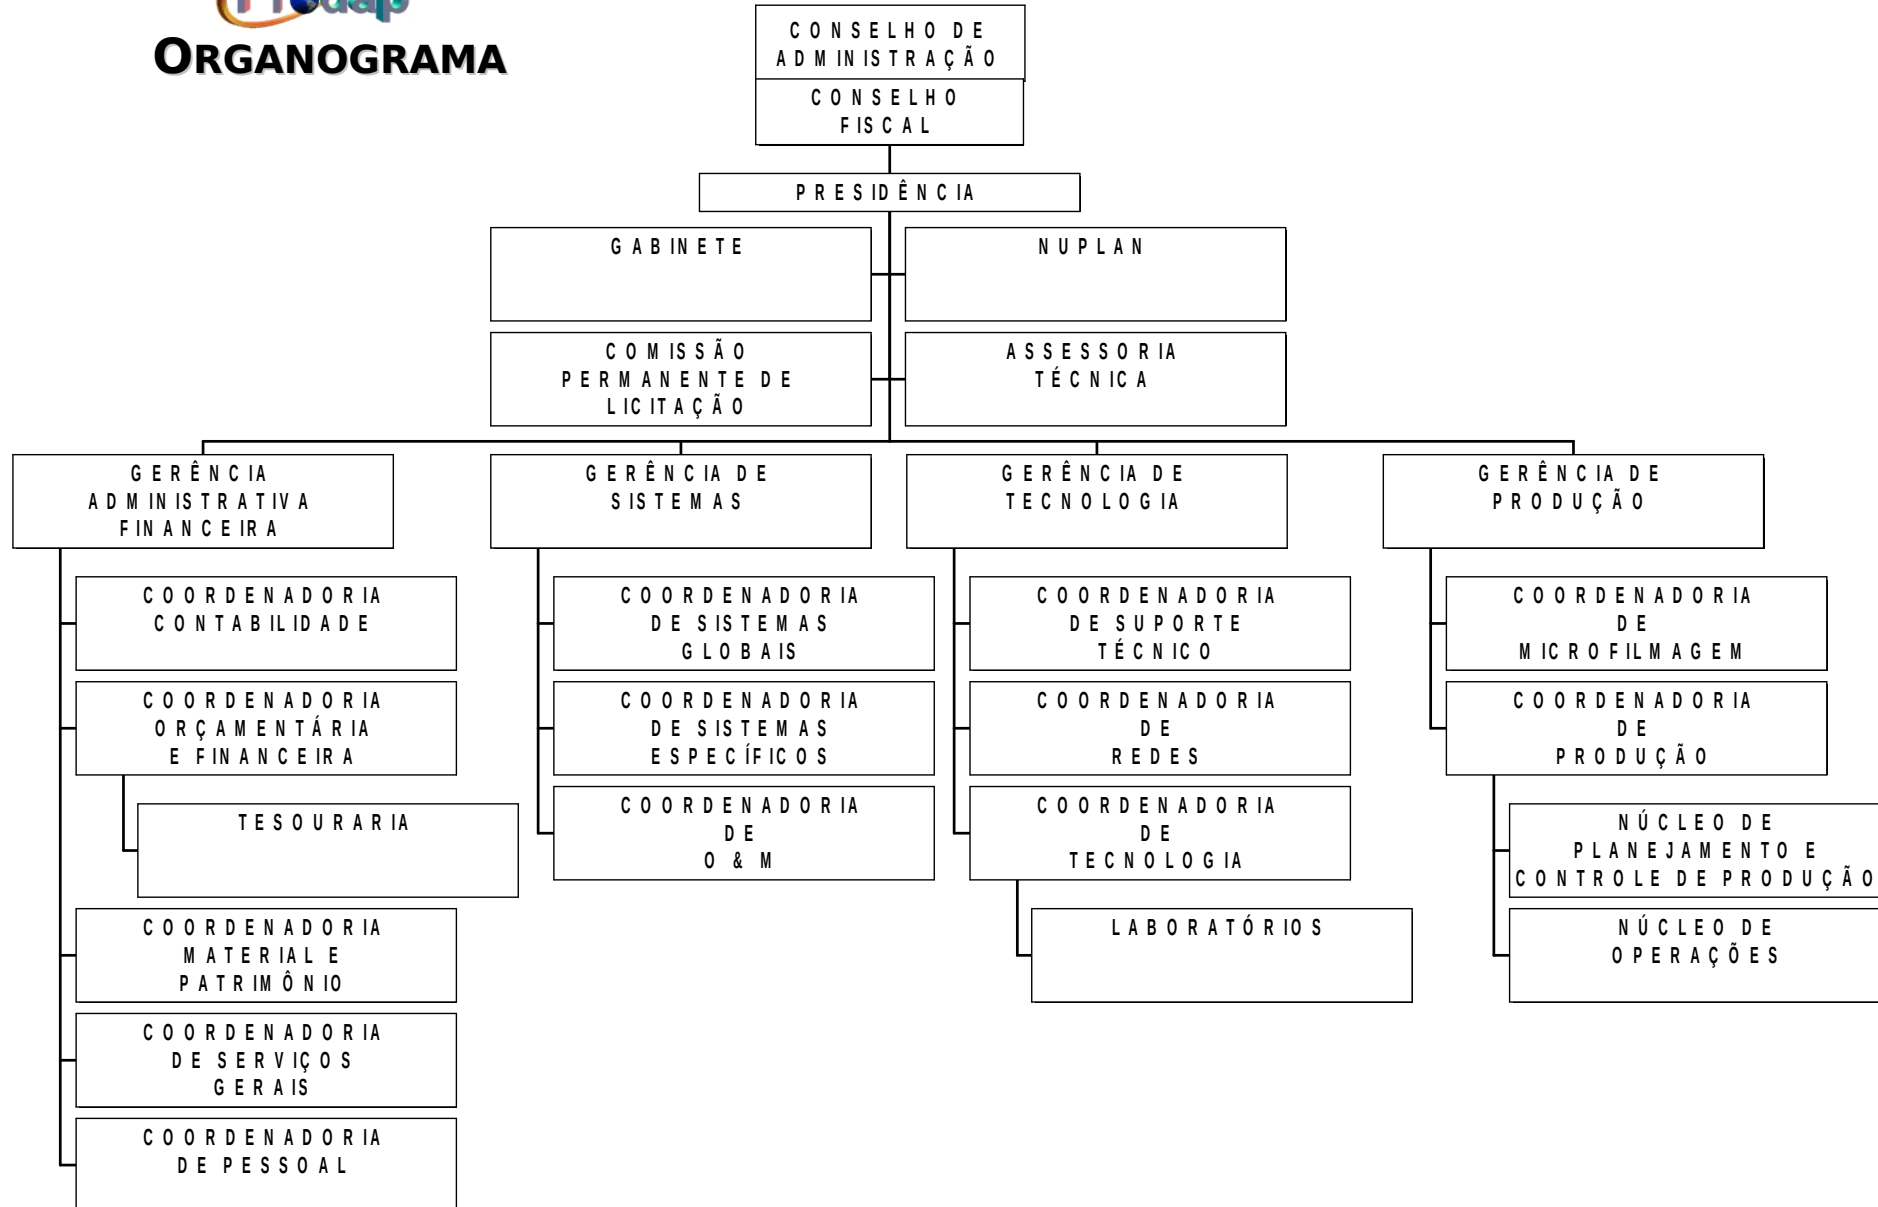 Prodap
ORGANOGRAMA
CONSELHO DE
ADMINISTRAÇÃO
CONSELHO
FISCAL
PRESIDÊNCIA
GABINETE
NUPLAN
COMISSÃO
PERMANENTE DE
LICITAÇÃO
ASSESSORIA
TÉCNICA
GERÊNCIA
ADMINISTRATIVA
FINANCEIRA
COORDENADORIA
CONTABILIDADE
COORDENADORIA
ORÇAMENTÁRIA
E FINANCEIRA
TESOURARIA
COORDENADORIA
MATERIAL E
PATRIMÔNIO
COORDENADORIA
DE SERVIÇOS
GERAIS
COORDENADORIA
DE PESSOAL
GERÊNCIA DE
SISTEMAS
COORDENADORIA
DE SISTEMAS
GLOBAIS
COORDENADORIA
DE SISTEMAS
ESPECÍFICOS
COORDENADORIA
DE
O & M
GERÊNCIA DE
TECNOLOGIA
COORDENADORIA
DE SUPORTE
TÉCNICO
COORDENADORIA
DE
REDES
COORDENADORIA
DE
TECNOLOGIA
LABORATÓRIOS
GERÊNCIA DE
PRODUÇÃO
COORDENADORIA
DE
MICROFILMAGEM
COORDENADORIA
DE
PRODUÇÃO
NÚCLEO DE
PLANEJAMENTO E
CONTROLE DE PRODUÇÃO
NÚCLEO DE
OPERAÇÕES